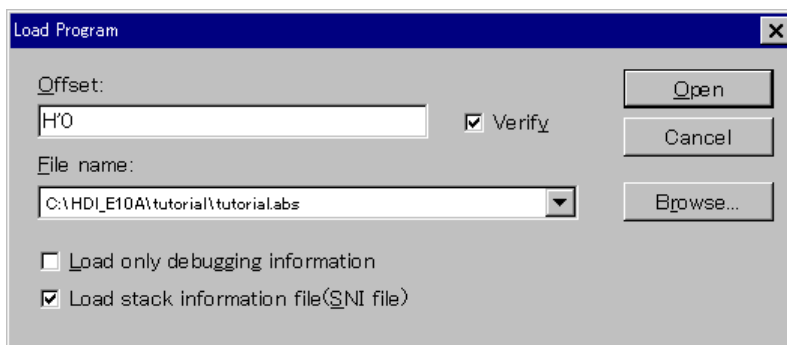 Load Program
Offset:
H'0
Verify
Open
Cancel
File name:
C:\HDI_E10A\tutorial\tutorial.abs
Browse...
Load only debugging information
Load stack information file(SNI file)